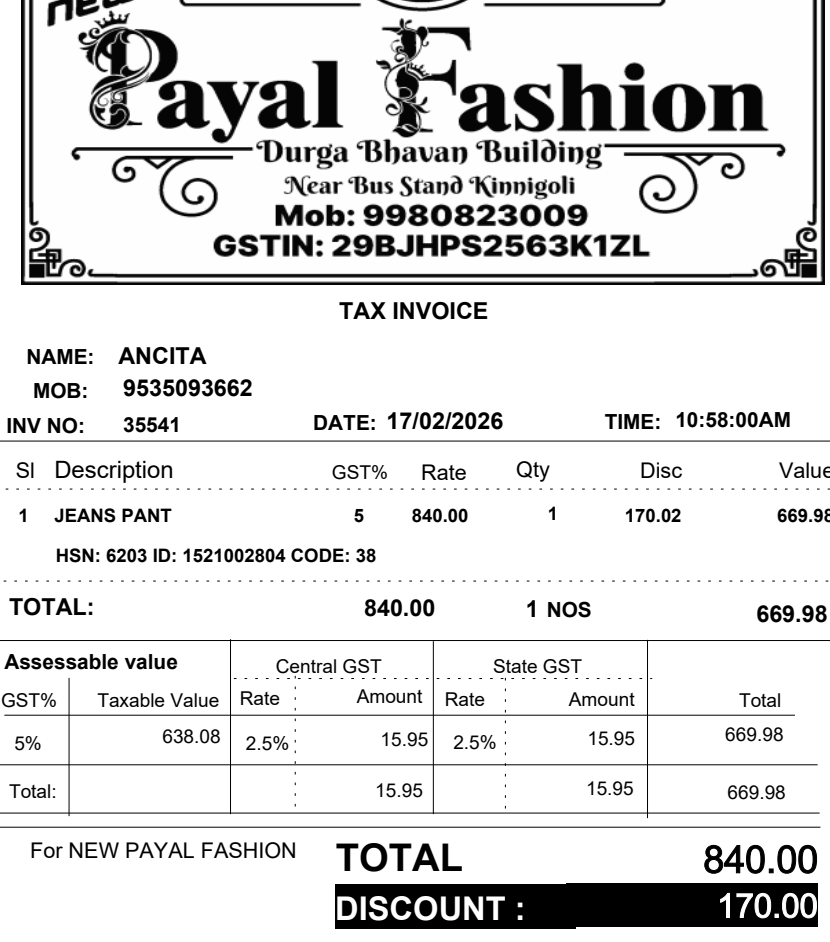 new
Payal Fashion
Durga Bhavan Building
Near Bus Stand Kinnigoli
Mob: 9980823009
GSTIN: 29BJHPS2563K1ZL
TAX INVOICE
NAME: ANCITA
MOB: 9535093662
INV NO: 35541 DATE: 17/02/2026 TIME: 10:58:00AM
Sl Description GST% Rate Qty Disc Value
1 JEANS PANT 5 840.00 1 170.02 669.98
HSN: 6203 ID: 1521002804 CODE: 38
TOTAL: 840.00 1 NOS 669.98
Assessable value Central GST State GST
GST% Taxable Value Rate Amount Rate Amount Total
5% 638.08 2.5% 15.95 2.5% 15.95 669.98
Total: 15.95 15.95 669.98
For NEW PAYAL FASHION TOTAL 840.00
DISCOUNT : 170.00